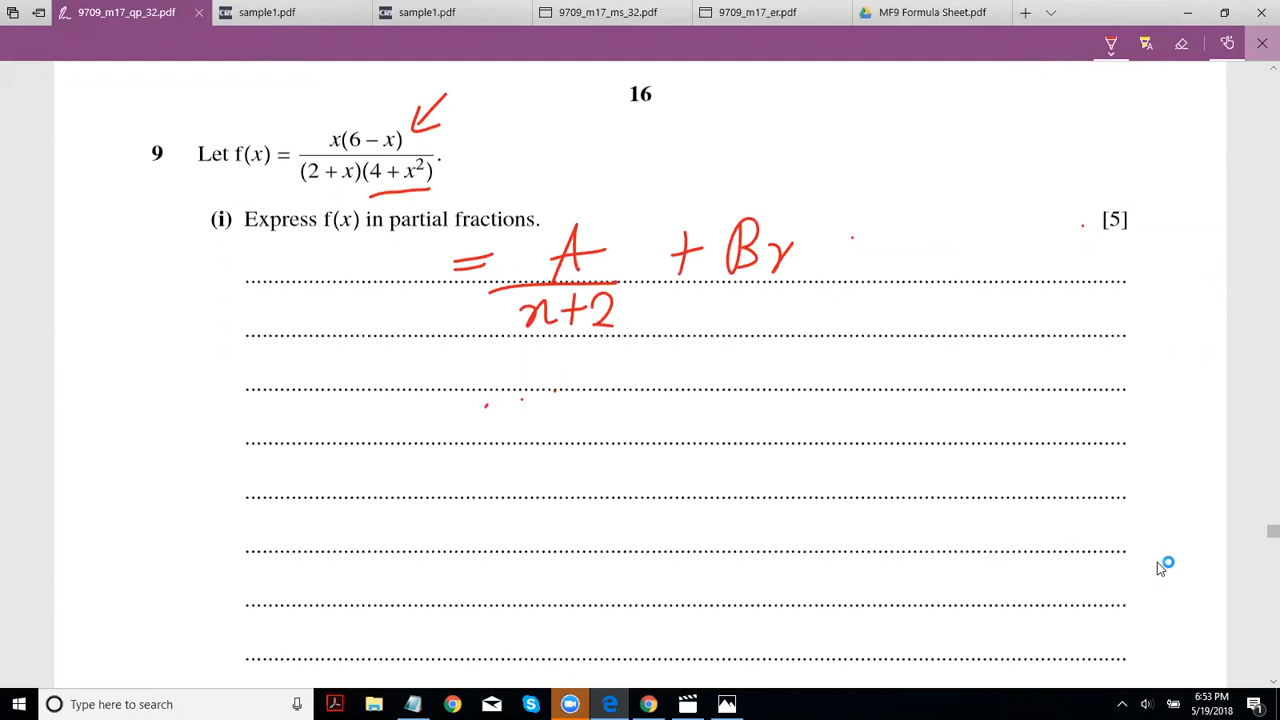 9709_m17_qp_32.pdf
sample1.pdf
sample1.pdf
9709_m17_ms_32.pdf
9709_m17_er.pdf
MF9 Formula Sheet.pdf
16
9 Let f(x) = x(6 – x) / (2 + x)(4 + x²).
(i) Express f(x) in partial fractions. [5]
= A / x+2 + Bx
Type here to search
6:53 PM
5/19/2018